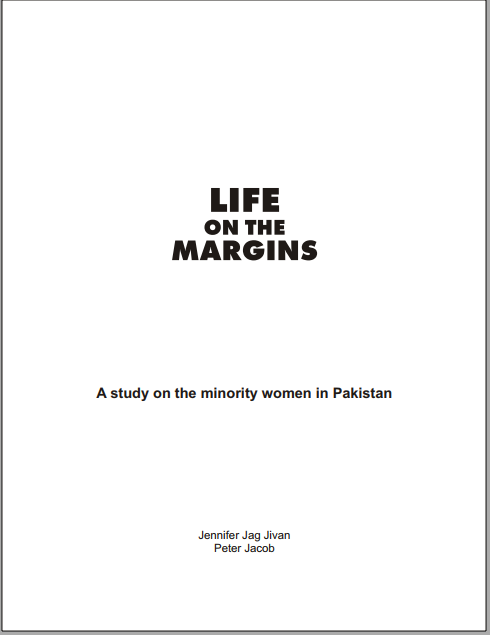 LIFE
ON THE
MARGINS
A study on the minority women in Pakistan
Jennifer Jag Jivan
Peter Jacob